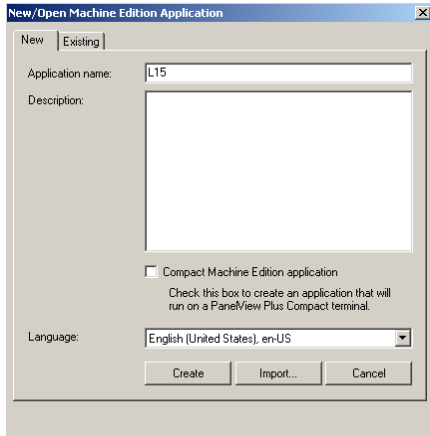 New/Open Machine Edition Application
New Existing
Application name: L15
Description:
Compact Machine Edition application
Check this box to create an application that will
run on a PanelView Plus Compact terminal.
Language: English (United States), en-US
Create Import... Cancel